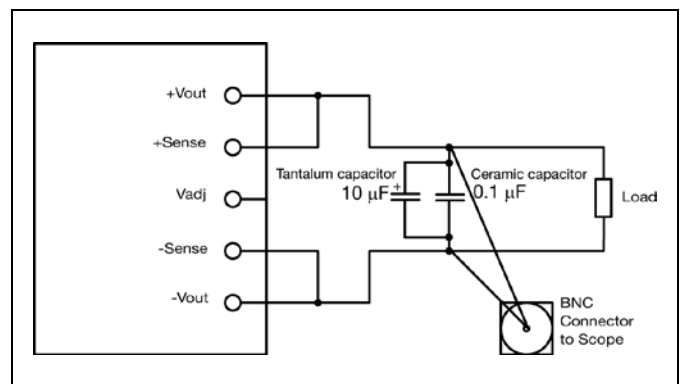 +Vout
+Sense
Vadj
-Sense
-Vout
Tantalum capacitor
10 µF +
Ceramic capacitor
0.1 µF
Load
BNC
Connector
to Scope